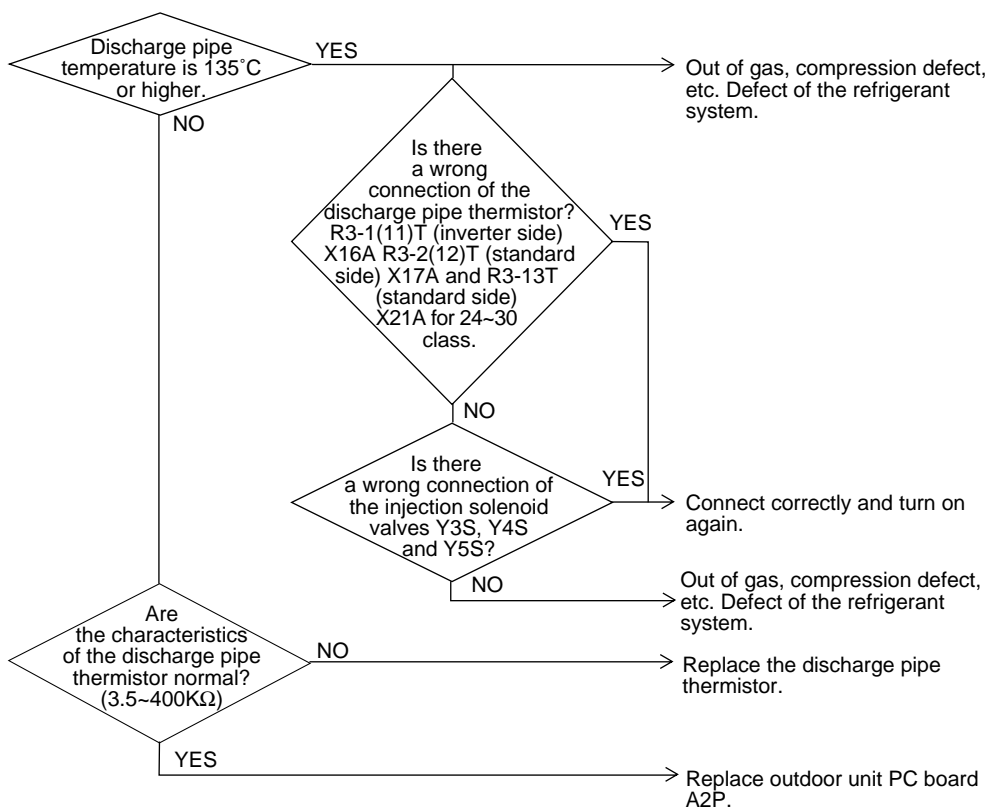 Discharge pipe
temperature is 135˚C
or higher.
YES
Out of gas, compression defect,
etc. Defect of the refrigerant
system.
NO
Is there
a wrong
connection of the
discharge pipe thermistor?
R3-1(11)T (inverter side)
X16A R3-2(12)T (standard
side) X17A and R3-13T
(standard side)
X21A for 24~30
class.
YES
NO
Is there
a wrong connection of
the injection solenoid
valves Y3S, Y4S
and Y5S?
YES
Connect correctly and turn on
again.
NO
Out of gas, compression defect,
etc. Defect of the refrigerant
system.
Are
the characteristics
of the discharge pipe
thermistor normal?
(3.5~400KΩ)
NO
Replace the discharge pipe
thermistor.
YES
Replace outdoor unit PC board
A2P.